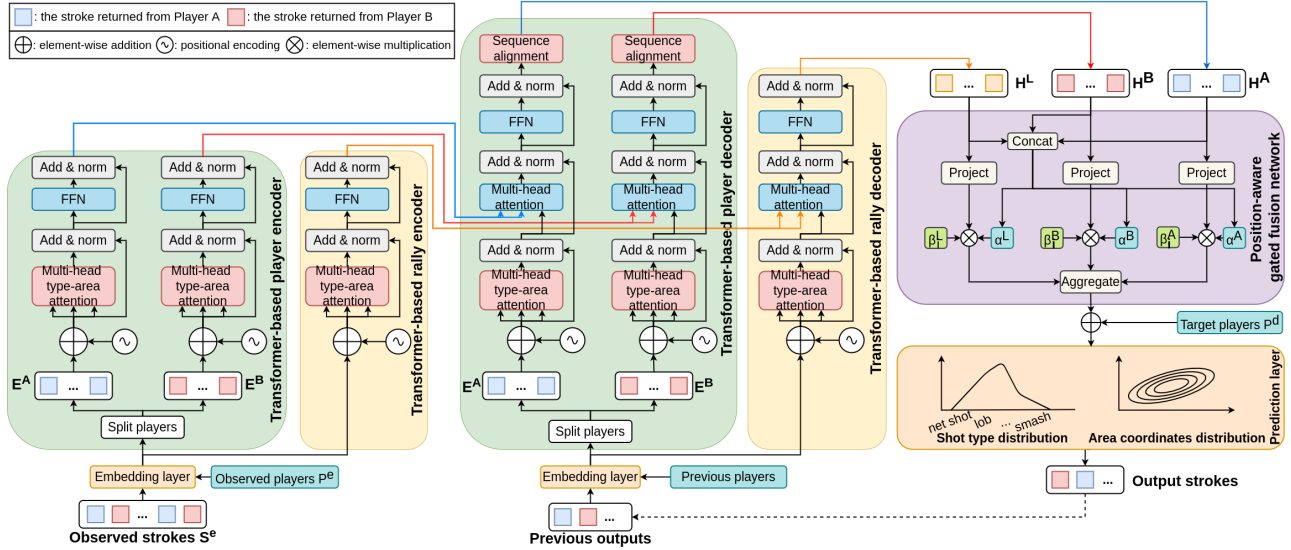 : the stroke returned from Player A : the stroke returned from Player B
: element-wise addition : positional encoding : element-wise multiplication
Add & norm
FFN
Add & norm
Multi-head
type-area
attention
E^A
Add & norm
FFN
Add & norm
Multi-head
type-area
attention
E^B
...
...
Split players
Transformer-based player encoder
Add & norm
FFN
Add & norm
Multi-head
type-area
attention
Transformer-based rally encoder
Embedding layer
Observed players P^e
...
Observed strokes S^e
Sequence
alignment
Add & norm
FFN
Add & norm
Multi-head
attention
Add & norm
Multi-head
type-area
attention
E^A
...
Sequence
alignment
Add & norm
FFN
Add & norm
Multi-head
attention
Add & norm
Multi-head
type-area
attention
...
E^B
Split players
Transformer-based player decoder
Add & norm
FFN
Add & norm
Multi-head
attention
Add & norm
Multi-head
type-area
attention
Transformer-based rally decoder
Embedding layer
Previous players
...
Previous outputs
... H^L
... H^B
... H^A
Concat
Project
Project
Project
β_i^L
α^L
β_i^B
α^B
β_i^A
α^A
Aggregate
Position-aware
gated fusion network
Target players P^d
net shot
lob
...
smash
Shot type distribution
Area coordinates distribution
Prediction layer
...
Output strokes